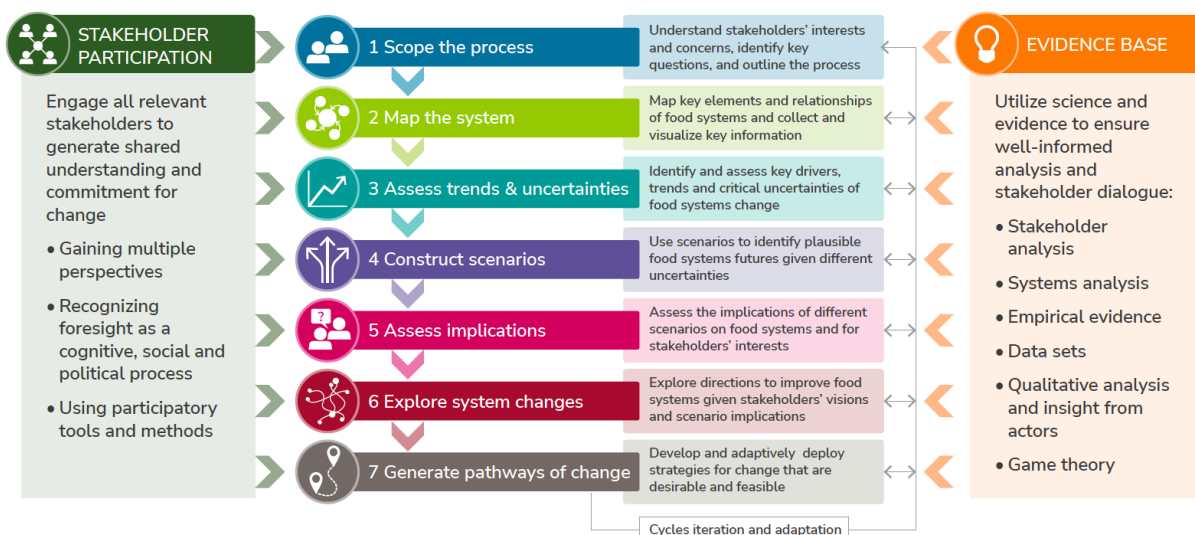 STAKEHOLDER
PARTICIPATION
Engage all relevant
stakeholders to
generate shared
understanding and
commitment for
change
• Gaining multiple
perspectives
• Recognizing
foresight as a
cognitive, social and
political process
• Using participatory
tools and methods
1 Scope the process
Understand stakeholders’ interests
and concerns, identify key
questions, and outline the process
2 Map the system
Map key elements and relationships
of food systems and collect and
visualize key information
3 Assess trends & uncertainties
Identify and assess key drivers,
trends and critical uncertainties of
food systems change
4 Construct scenarios
Use scenarios to identify plausible
food systems futures given different
uncertainties
?
5 Assess implications
Assess the implications of different
scenarios on food systems and for
stakeholders’ interests
6 Explore system changes
Explore directions to improve food
systems given stakeholders’ visions
and scenario implications
7 Generate pathways of change
Develop and adaptively deploy
strategies for change that are
desirable and feasible
Cycles iteration and adaptation
EVIDENCE BASE
Utilize science and
evidence to ensure
well-informed
analysis and
stakeholder dialogue:
• Stakeholder
analysis
• Systems analysis
• Empirical evidence
• Data sets
• Qualitative analysis
and insight from
actors
• Game theory